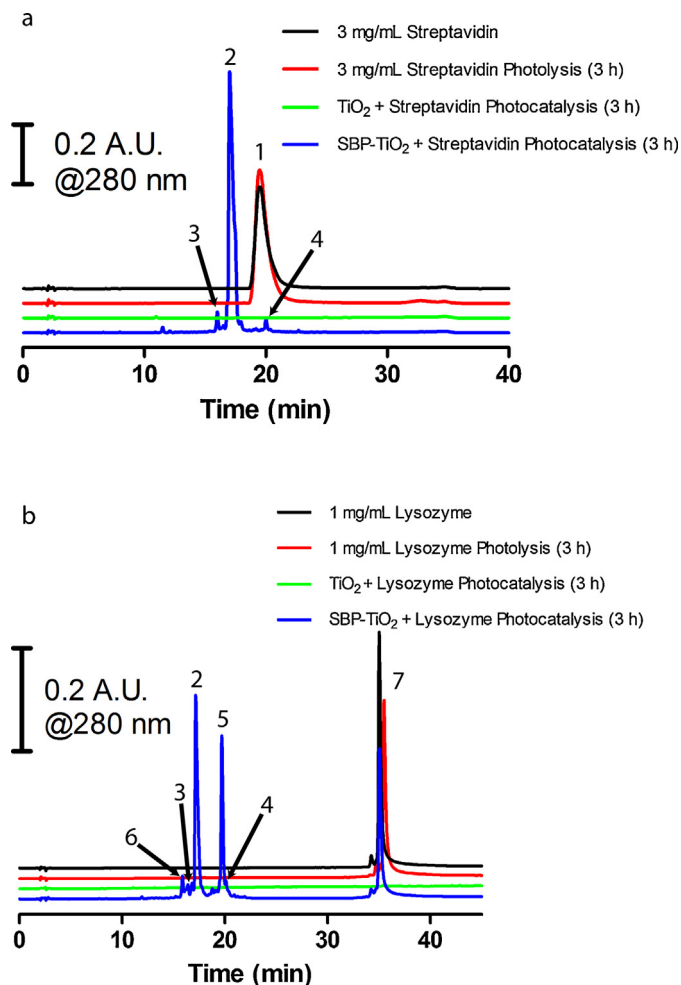 a
3 mg/mL Streptavidin
3 mg/mL Streptavidin Photolysis (3 h)
TiO2 + Streptavidin Photocatalysis (3 h)
SBP-TiO2 + Streptavidin Photocatalysis (3 h)
0.2 A.U.
@280 nm
2
1
3
4
0
10
20
30
40
Time (min)
b
1 mg/mL Lysozyme
1 mg/mL Lysozyme Photolysis (3 h)
TiO2 + Lysozyme Photocatalysis (3 h)
SBP-TiO2 + Lysozyme Photocatalysis (3 h)
0.2 A.U.
@280 nm
2
5
7
3
4
6
0
10
20
30
40
Time (min)